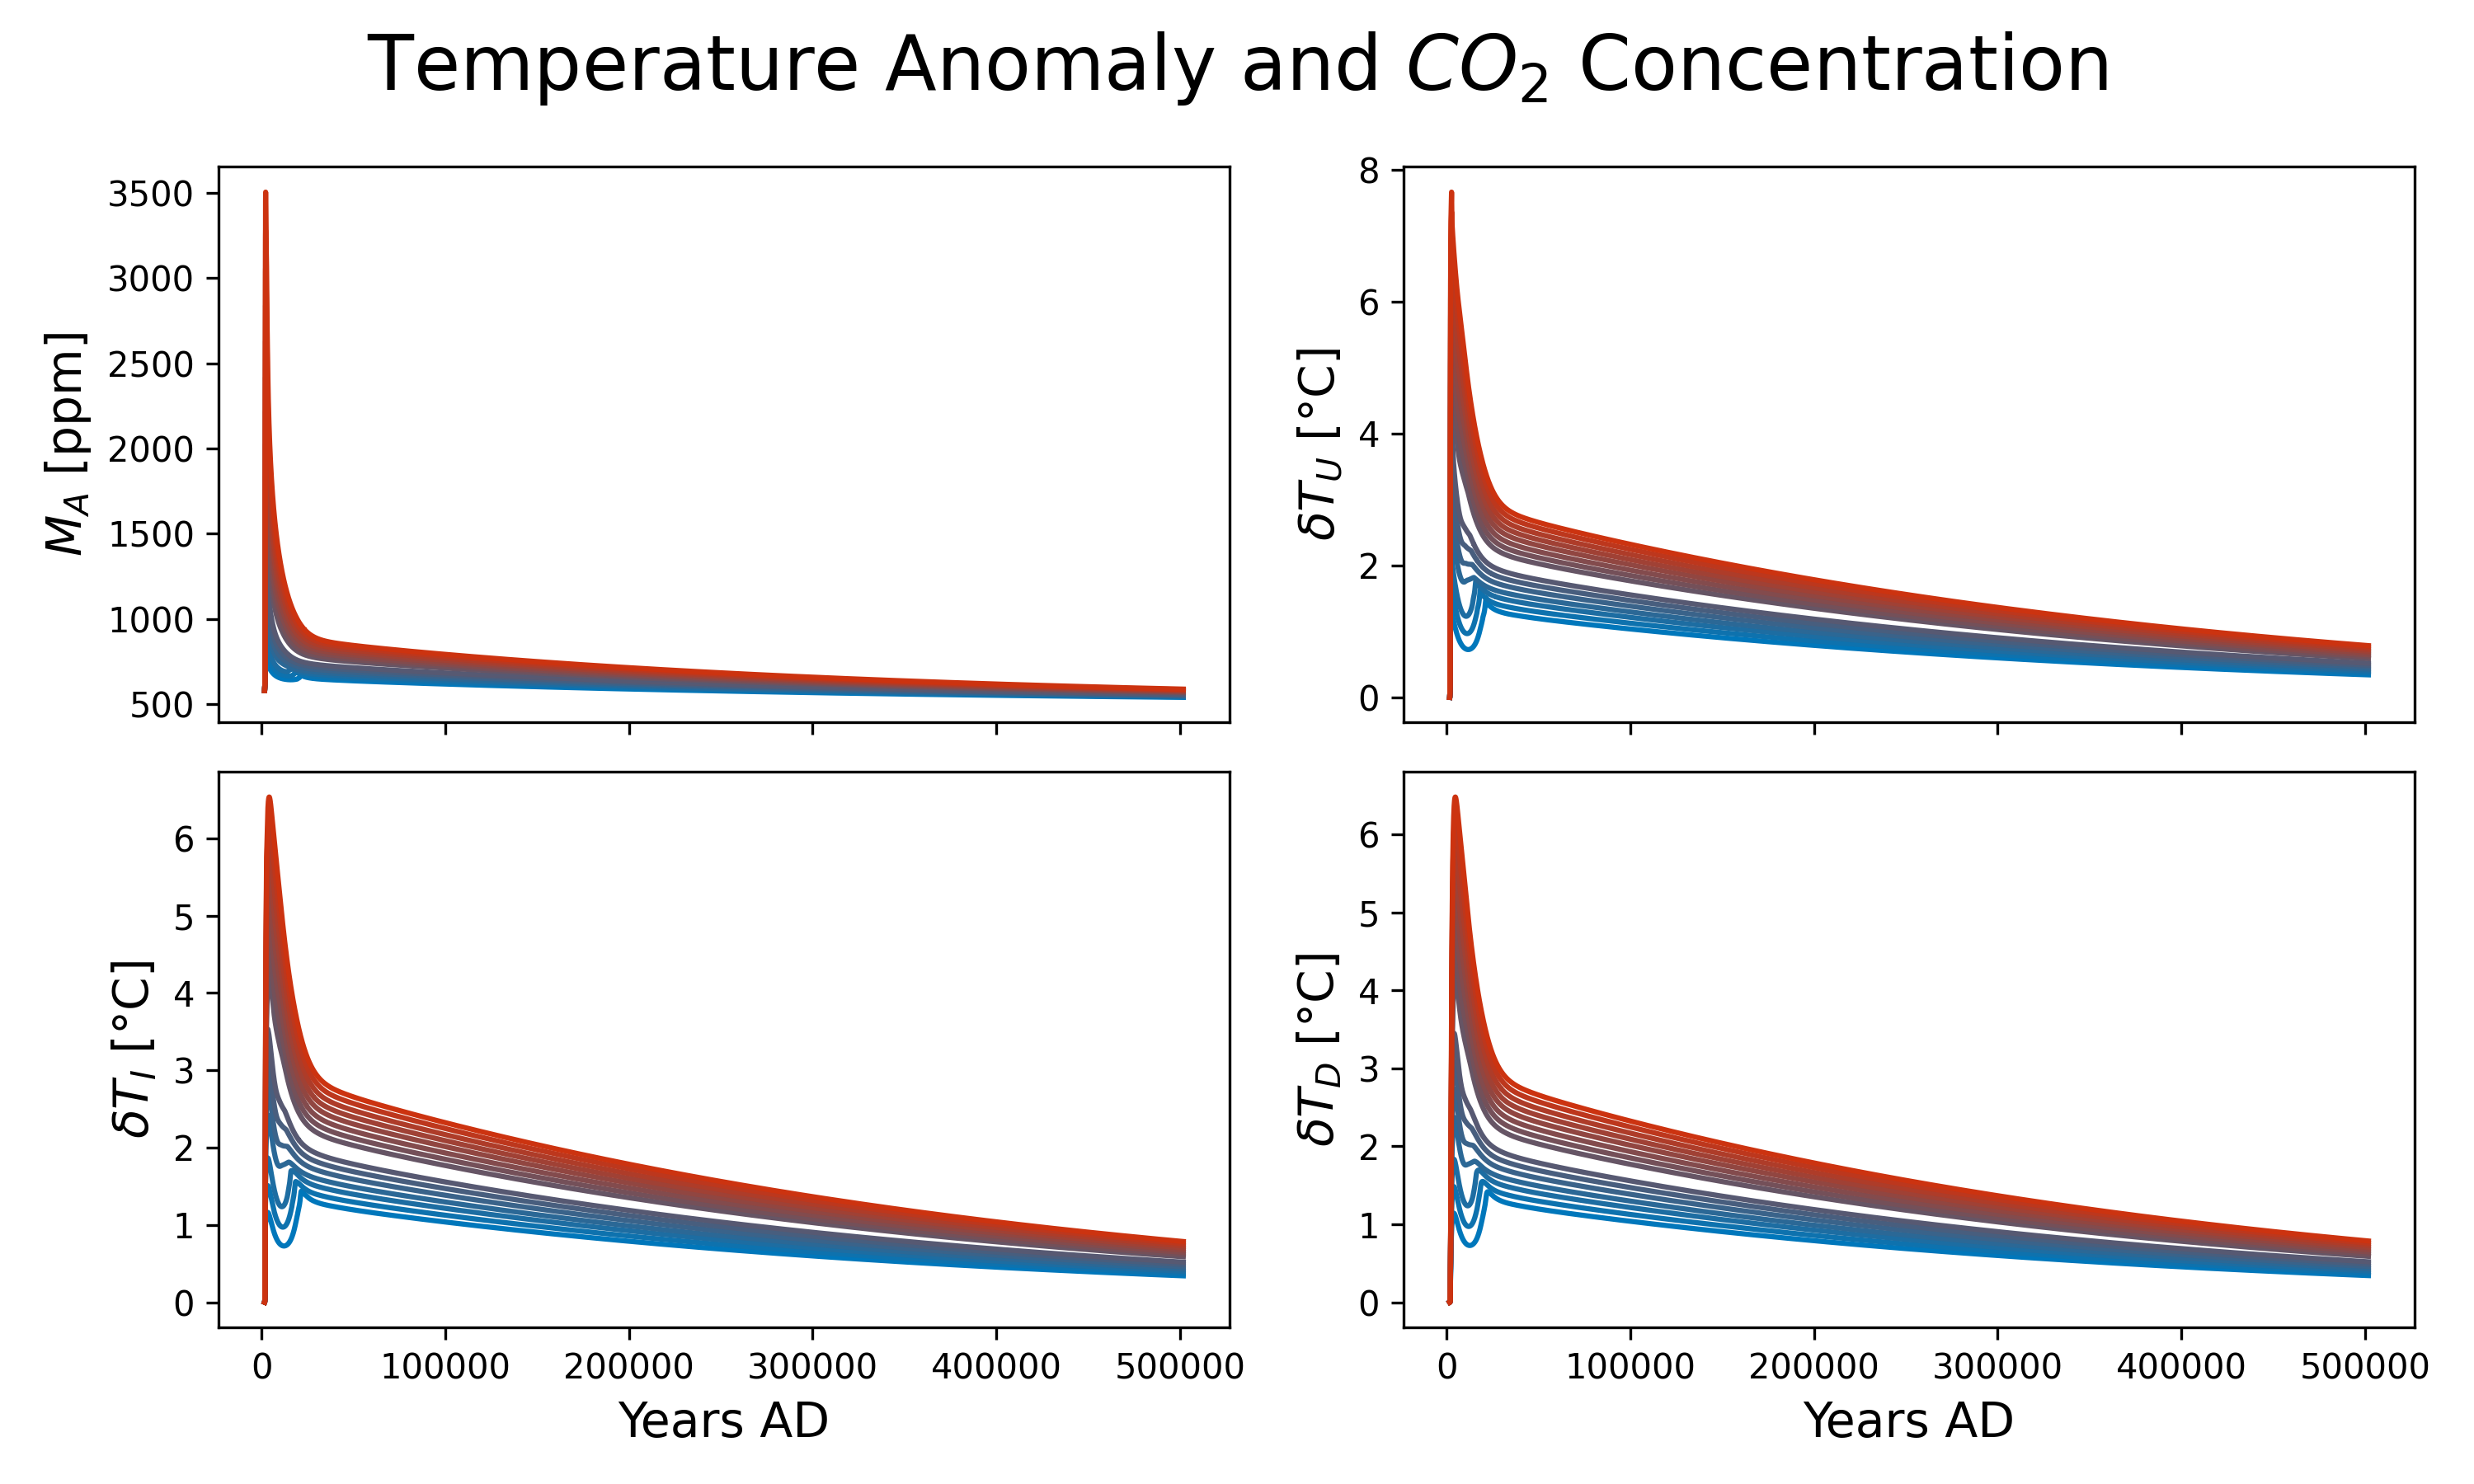 Temperature Anomaly and CO₂ Concentration
M_A [ppm]
3500
3000
2500
2000
1500
1000
500
δT_U [°C]
8
6
4
2
0
δT_I [°C]
6
5
4
3
2
1
0
0 100000 200000 300000 400000 500000
Years AD
δT_D [°C]
6
5
4
3
2
1
0
0 100000 200000 300000 400000 500000
Years AD